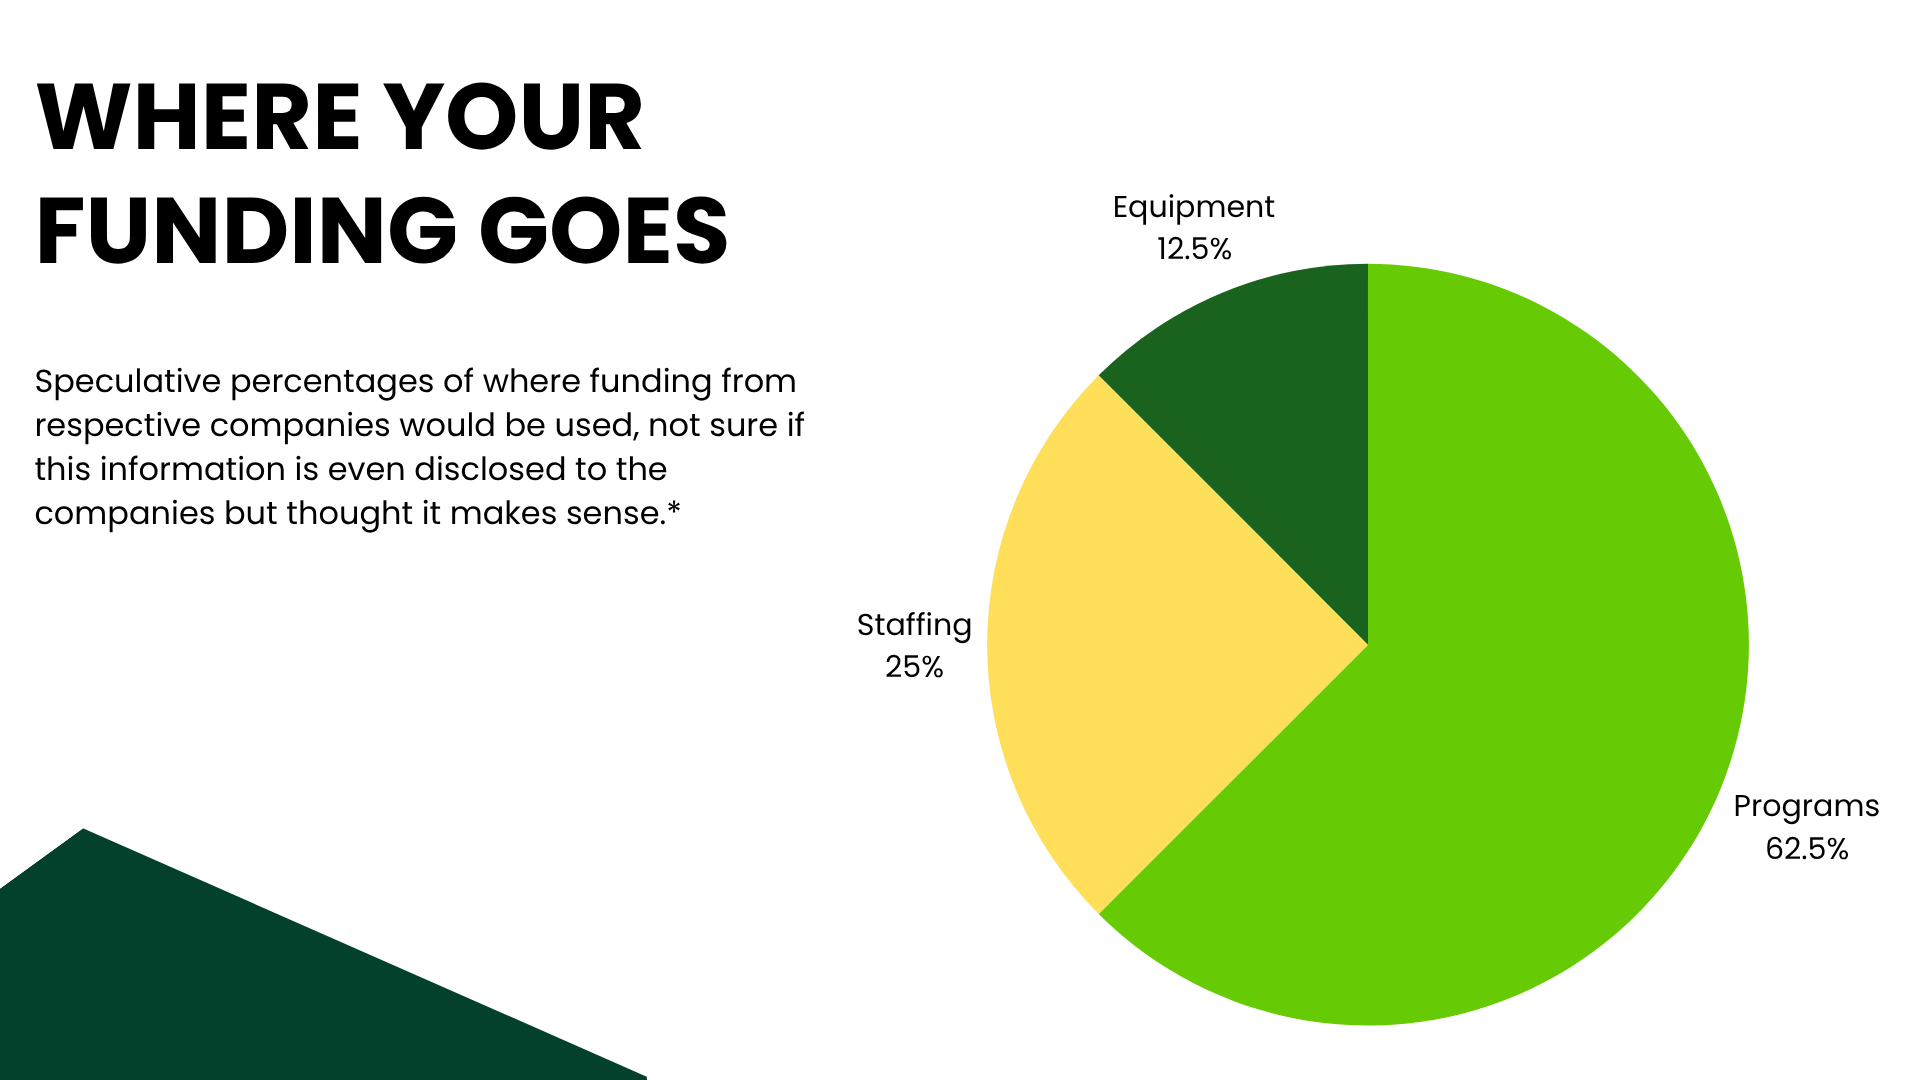 WHERE YOUR
FUNDING GOES
Speculative percentages of where funding from
respective companies would be used, not sure if
this information is even disclosed to the
companies but thought it makes sense.*
Equipment
12.5%
Staffing
25%
Programs
62.5%